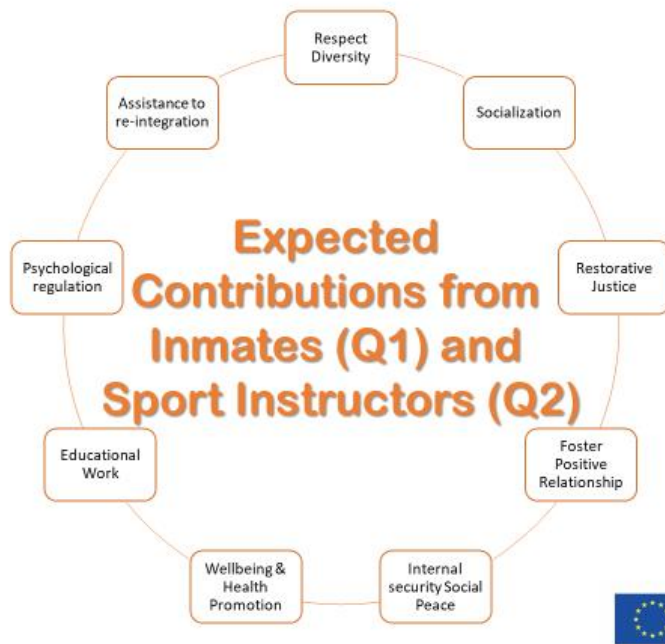 Respect
Diversity
Socialization
Restorative
Justice
Foster
Positive
Relationship
Internal
security Social
Peace
Wellbeing &
Health
Promotion
Educational
Work
Psychological
regulation
Assistance to
re-integration
Expected
Contributions from
Inmates (Q1) and
Sport Instructors (Q2)